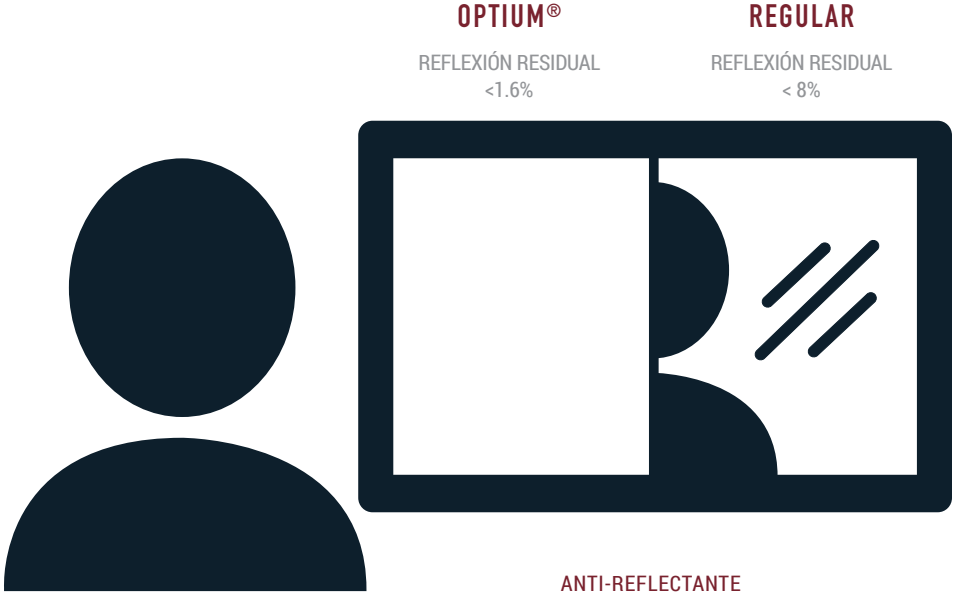 OPTIUM®
REFLEXIÓN RESIDUAL
<1.6%
REGULAR
REFLEXIÓN RESIDUAL
< 8%
ANTI-REFLECTANTE